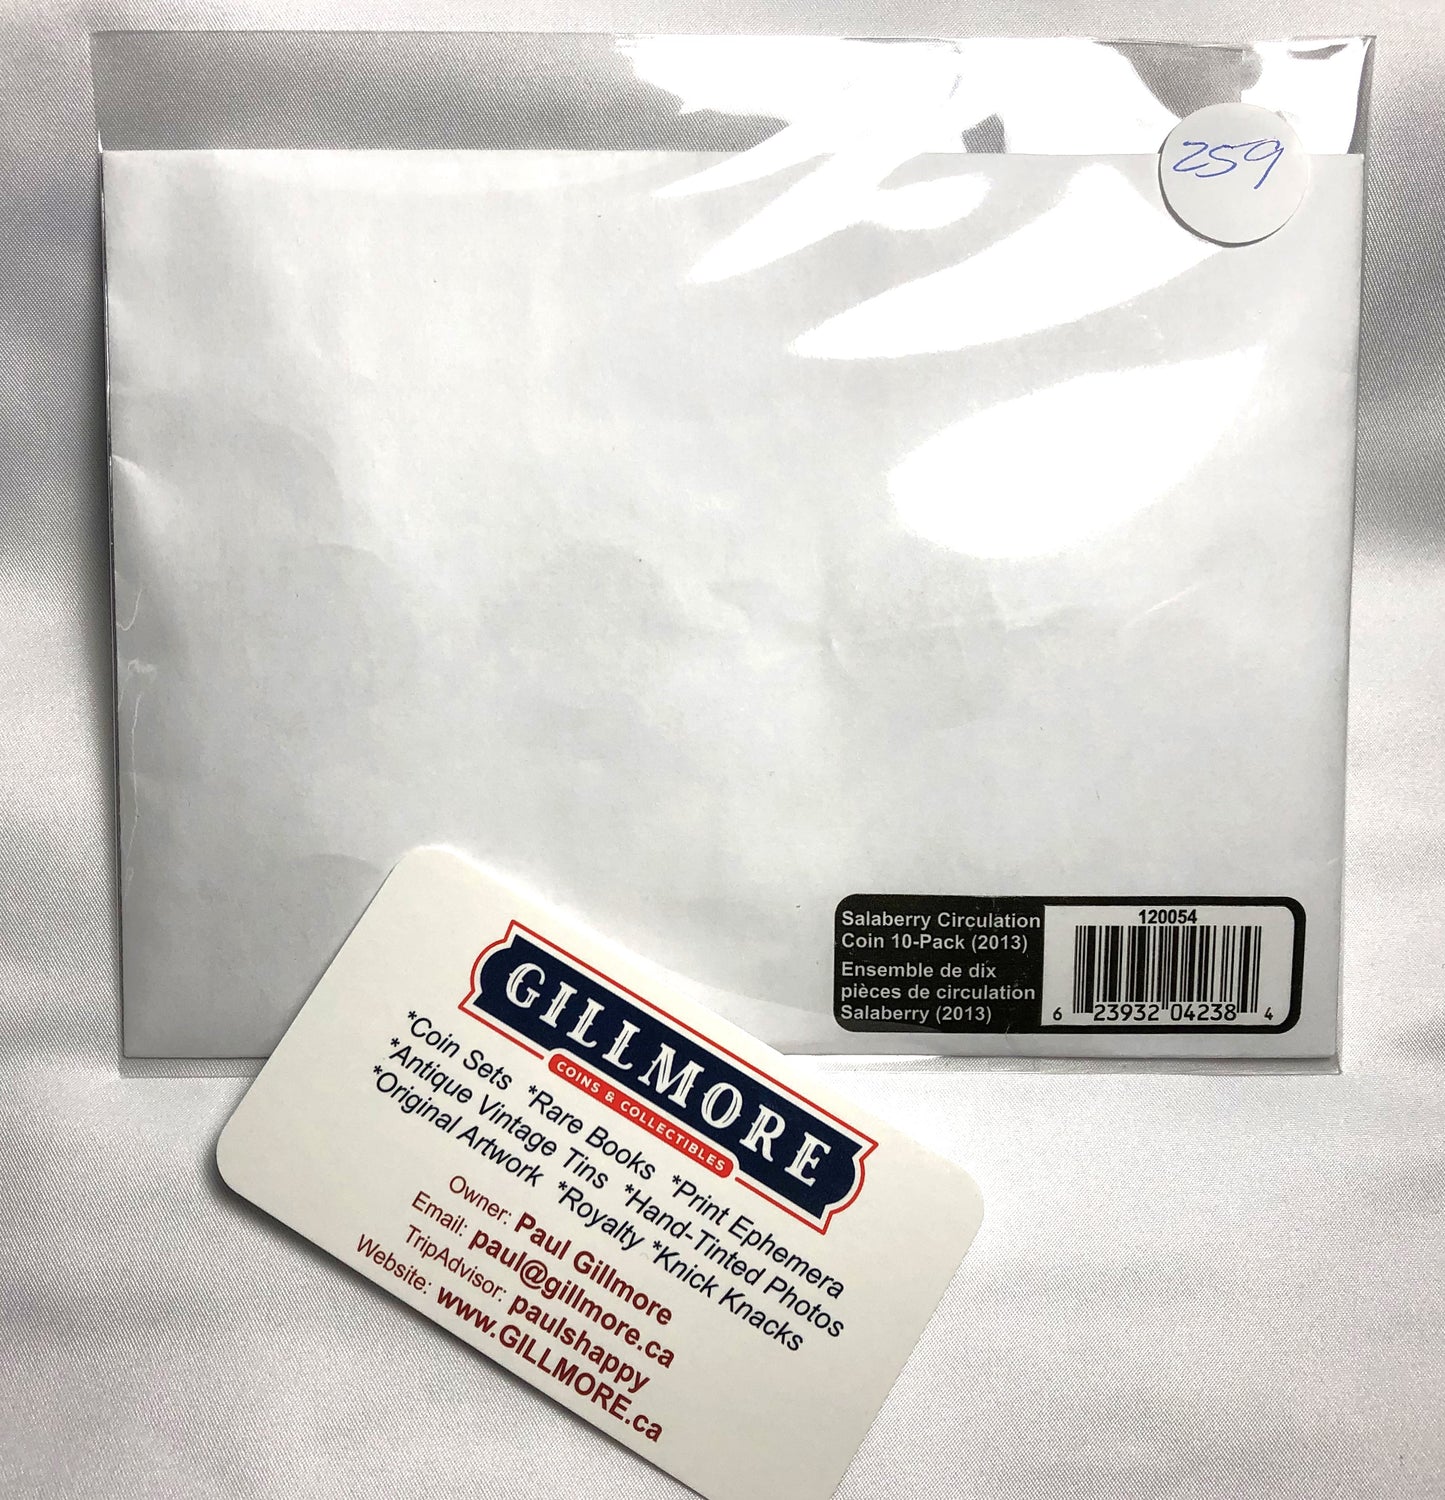 259
Salaberry Circulation
Coin 10-Pack (2013)
Ensemble de dix
pièces de circulation
Salaberry (2013)
120054
6 23932 04238 4
GILLMORE
COINS & COLLECTIBLES
*Coin Sets *Rare Books *Print Ephemera
*Antique Vintage Tins *Hand-Tinted Photos
*Original Artwork *Royalty *Knick Knacks
Owner: Paul Gillmore
Email: paul@gillmore.ca
TripAdvisor: paulshappy
Website: www.GILLMORE.ca